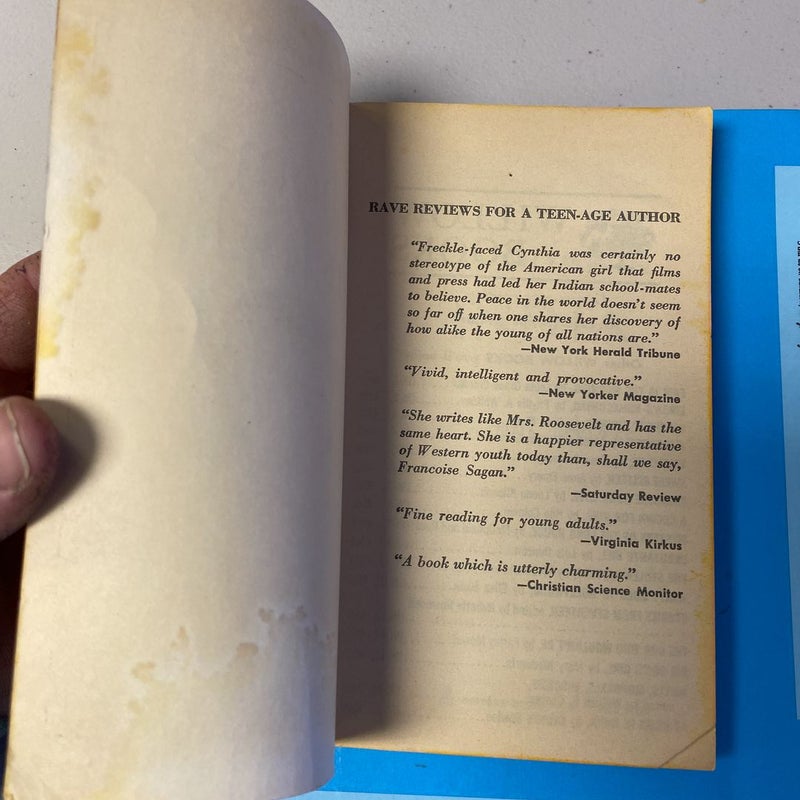 RAVE REVIEWS FOR A TEEN-AGE AUTHOR
“Freckle-faced Cynthia was certainly no
stereotype of the American girl that films
and press had led her Indian school-mates
to believe. Peace in the world doesn’t seem
so far off when one shares her discovery of
how alike the young of all nations are.”
—New York Herald Tribune
“Vivid, intelligent and provocative.”
—New Yorker Magazine
“She writes like Mrs. Roosevelt and has the
same heart. She is a happier representative
of Western youth today than, shall we say,
Francoise Sagan.”
—Saturday Review
“Fine reading for young adults.”
—Virginia Kirkus
“A book which is utterly charming.”
—Christian Science Monitor